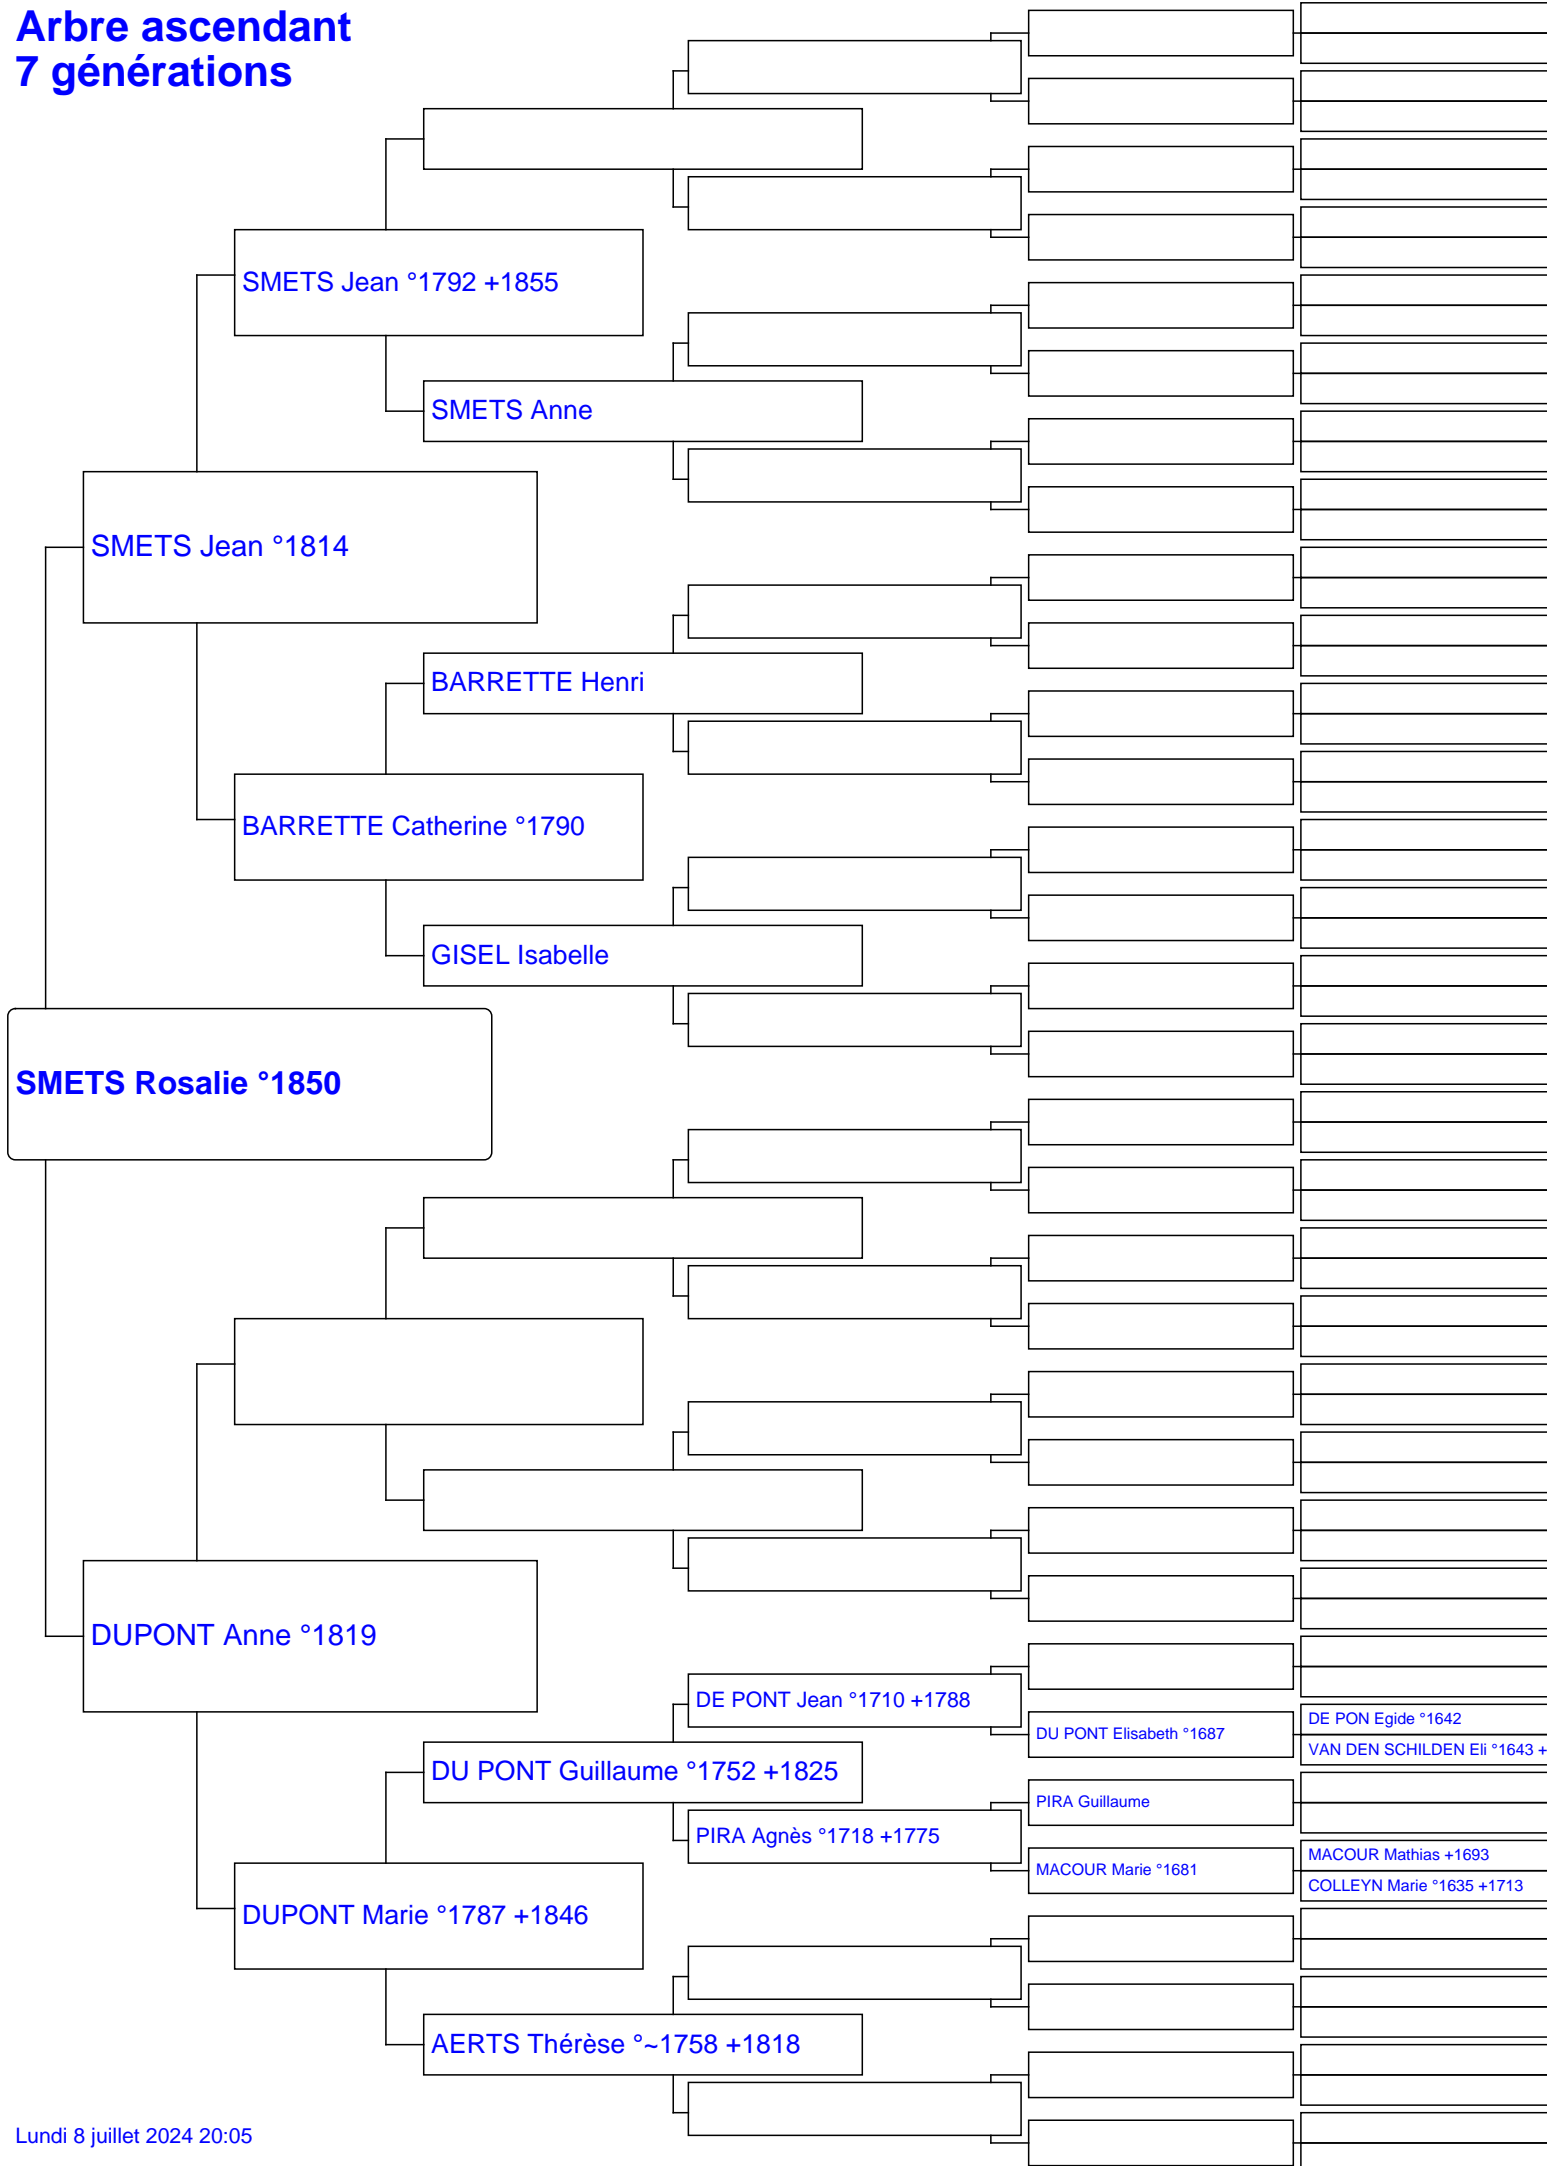 Arbre ascendant
7 générations
SMETS Jean °1792 +1855
SMETS Anne
SMETS Jean °1814
BARRETTE Henri
BARRETTE Catherine °1790
GISEL Isabelle
SMETS Rosalie °1850
DUPONT Anne °1819
DE PONT Jean °1710 +1788
DU PONT Elisabeth °1687
DE PON Egide °1642
VAN DEN SCHILDEN Eli °1643 +
DU PONT Guillaume °1752 +1825
PIRA Guillaume
PIRA Agnès °1718 +1775
MACOUR Marie °1681
MACOUR Mathias +1693
COLLEYN Marie °1635 +1713
DUPONT Marie °1787 +1846
AERTS Thérèse °~1758 +1818
Lundi 8 juillet 2024 20:05